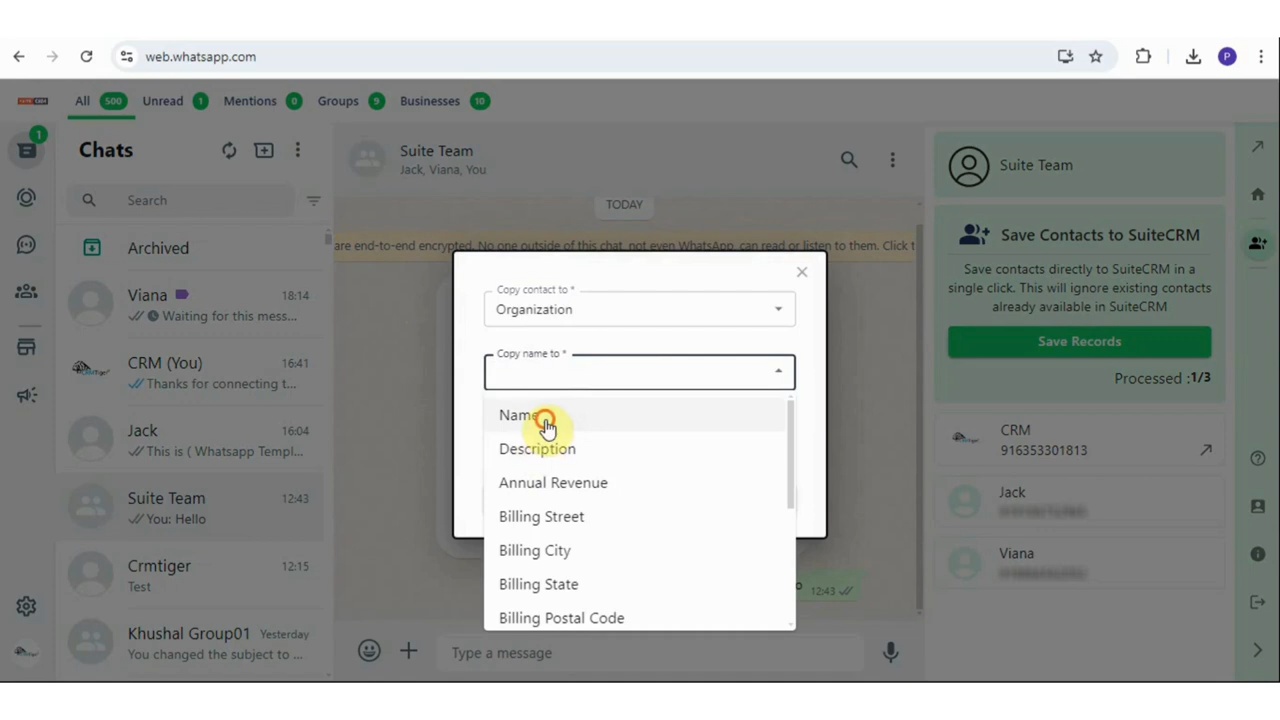 web.whatsapp.com
P
SUITE CRM
All 500 Unread 1 Mentions 0 Groups 9 Businesses 10
1
Chats
Search
Archived
Viana 18:14
Waiting for this mess...
CRM (You) 16:41
Thanks for connecting t...
Jack 16:04
This is ( Whatsapp Templ...
Suite Team 12:43
You: Hello
Crmtiger 12:15
Test
Khushal Group01 Yesterday
You changed the subject to ...
Suite Team
Jack, Viana, You
TODAY
are end-to-end encrypted. No one outside of this chat, not even WhatsApp, can read or listen to them. Click t
Copy contact to *
Organization
Copy name to *
Name
Description
Annual Revenue
Billing Street
Billing City
Billing State
Billing Postal Code
12:43
Type a message
Suite Team
Save Contacts to SuiteCRM
Save contacts directly to SuiteCRM in a
single click. This will ignore existing contacts
already available in SuiteCRM
Save Records
Processed :1/3
CRM
916353301813
Jack
Viana